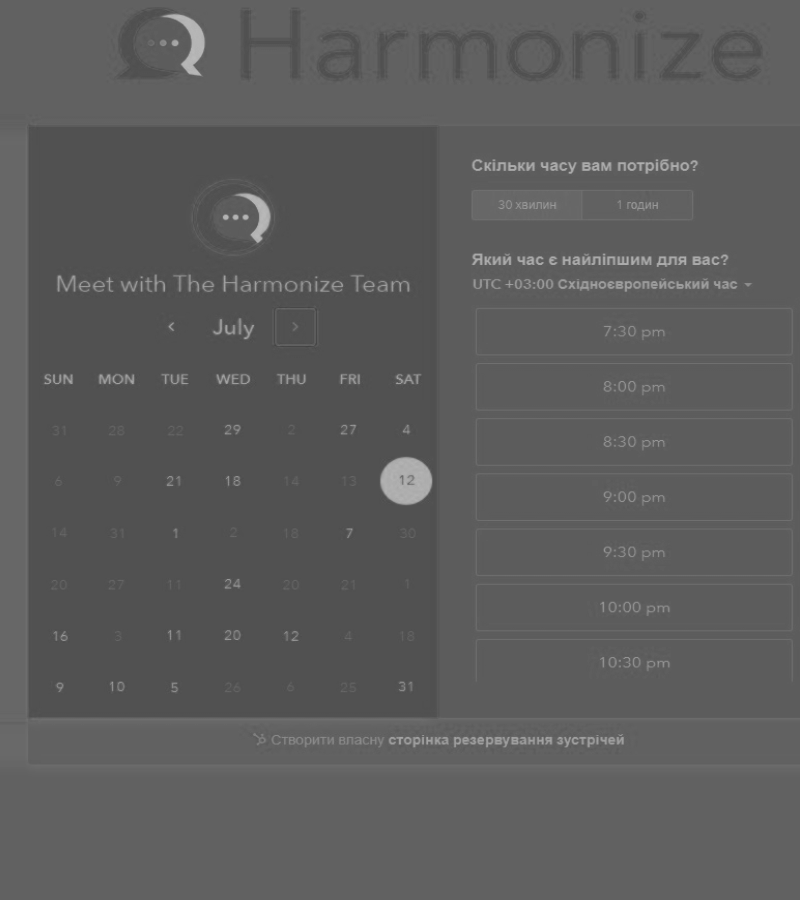 Harmonize
Meet with The Harmonize Team
July
SUN MON TUE WED THU FRI SAT
31 28 22 29 2 27 4
6 9 21 18 14 13 12
14 31 1 2 18 7 30
20 27 11 24 20 21 1
16 3 11 20 12 4 18
9 10 5 26 6 25 31
Скільки часу вам потрібно?
30 хвилин 1 годин
Який час є найліпшим для вас?
UTC +03:00 Східноєвропейський час
7:30 pm
8:00 pm
8:30 pm
9:00 pm
9:30 pm
10:00 pm
10:30 pm
Створити власну сторінка резервування зустрічей